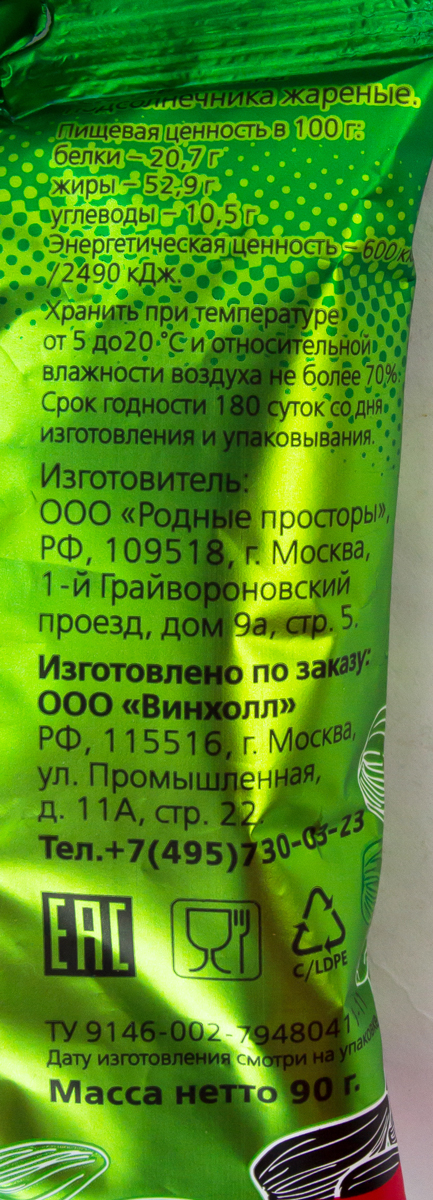 жареные.
Пищевая ценность в 100 г:
белки – 20,7 г
жиры – 52,9 г
углеводы – 10,5 г
Энергетическая ценность – 600
/2490 кДж.
Хранить при температуре
от 5 до20 °С и относительной
влажности воздуха не более 70%.
Срок годности 180 суток со дня
изготовления и упаковывания.
Изготовитель:
ООО «Родные просторы»,
РФ, 109518, г. Москва,
1-й Грайвороновский
проезд, дом 9а, стр. 5.
Изготовлено по заказу:
ООО «Винхолл»
РФ, 115516, г. Москва,
ул. Промышленная,
д. 11А, стр. 22.
Тел.+7(495)730-03-23
ЕАС
C/LDPE
ТУ 9146-002-7948041
Дату изготовления смотри на упаковке
Масса нетто 90 г.